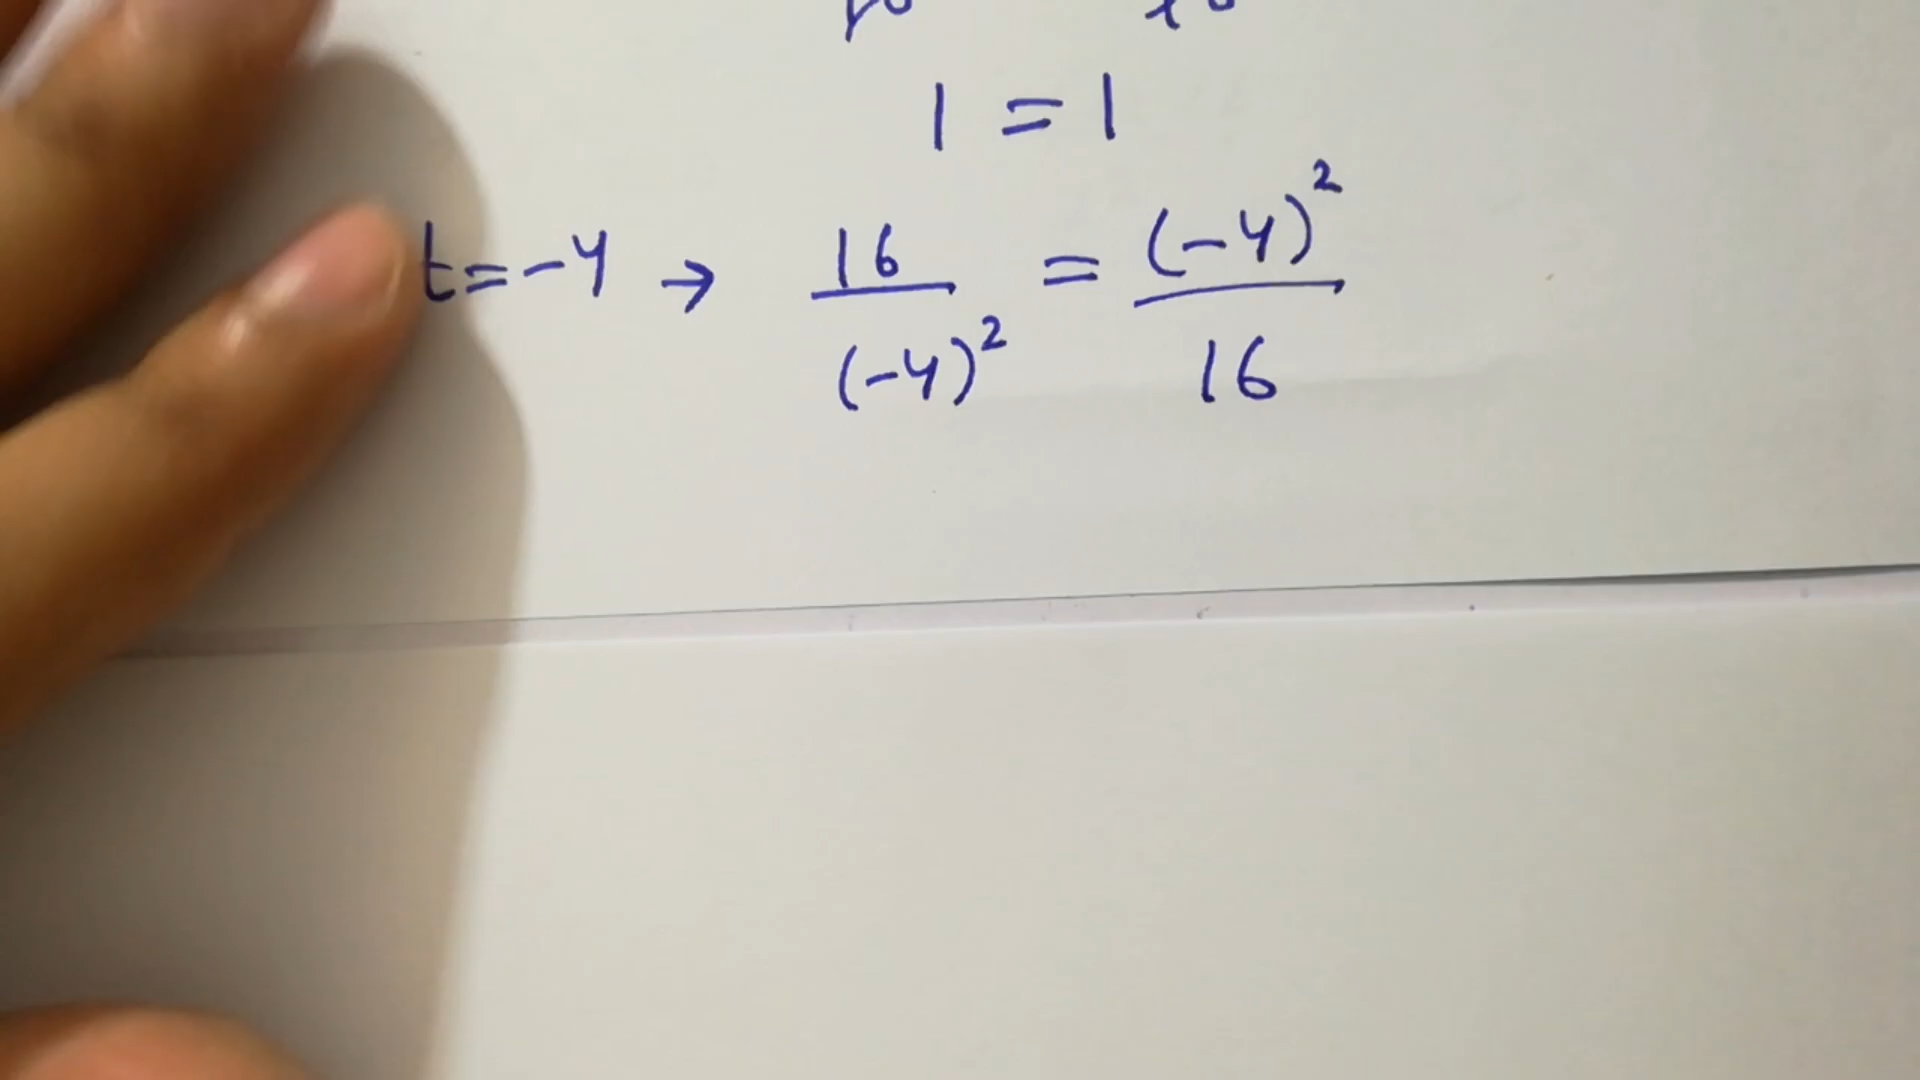 1 = 1
t = -4 → 16/(-4)² = (-4)²/16